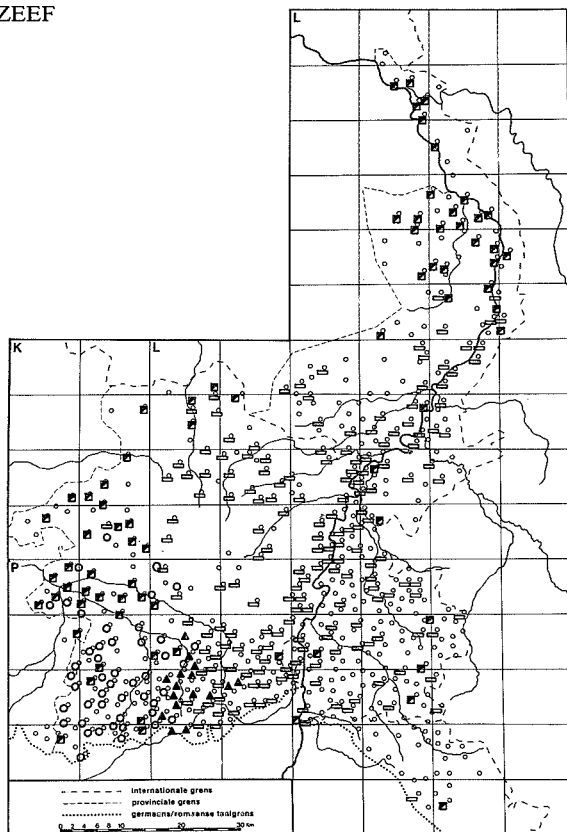 ZEEF
L
K
L
P
internationale grens
provinciale grens
germaans/romaanse taalgrens
0 2 4 6 8 10 20 30 km